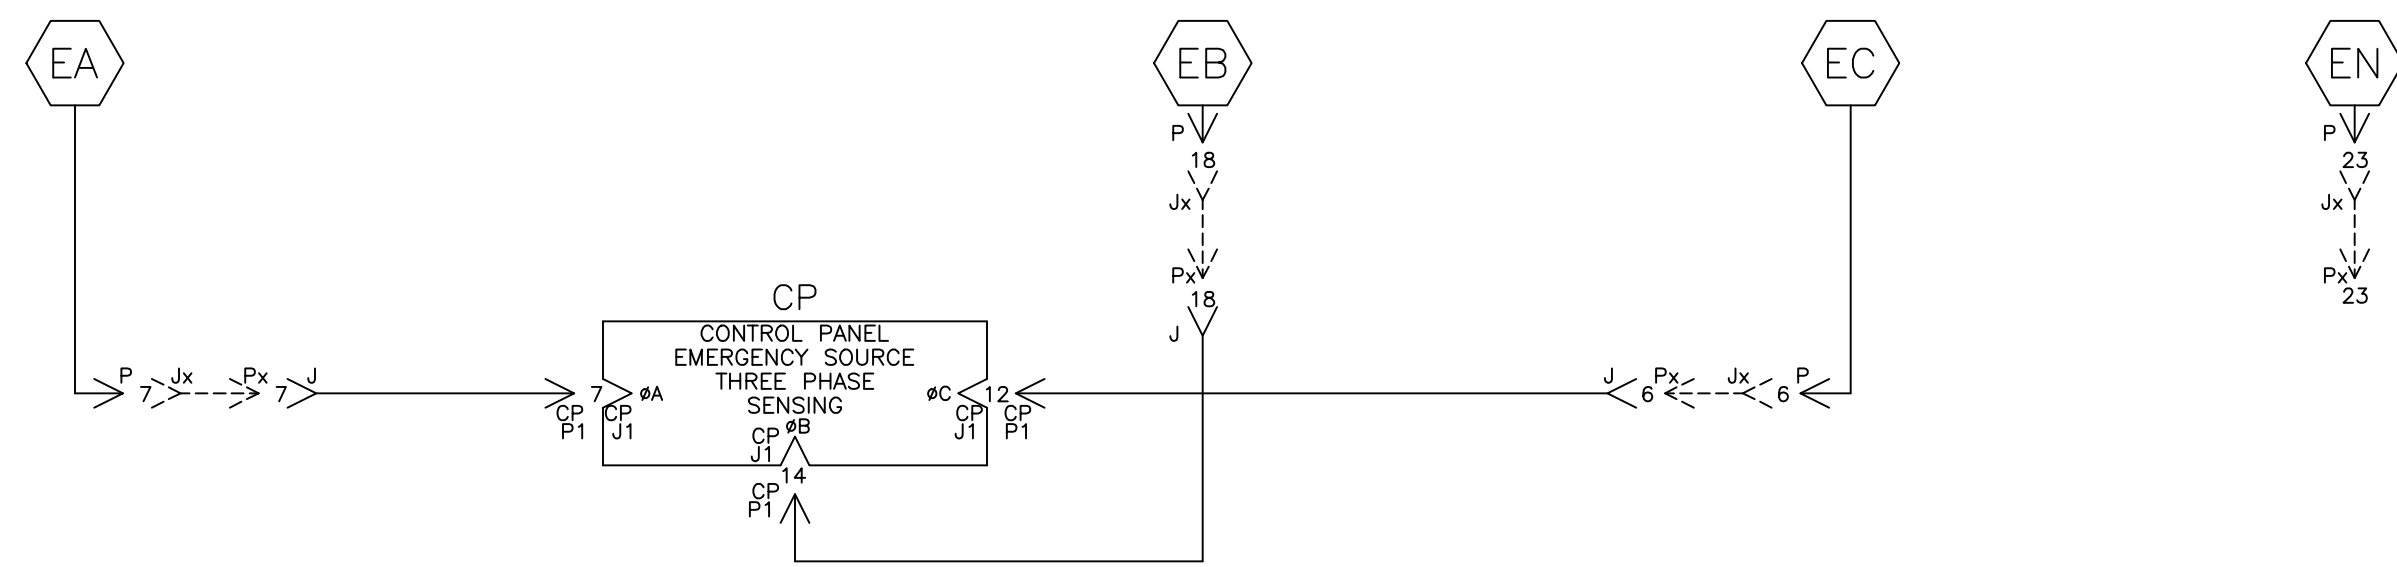 EA
EB
EC
EN
P
18
Jx
Px
18
J
P
23
Jx
Px
23
CP
CONTROL PANEL
EMERGENCY SOURCE
THREE PHASE
SENSING
P 7 Jx Px 7 J
7 øA
CP P1
CP J1
øB
CP J1
14
CP P1
øC 12
CP J1
CP P1
J 6 Px Jx 6 P